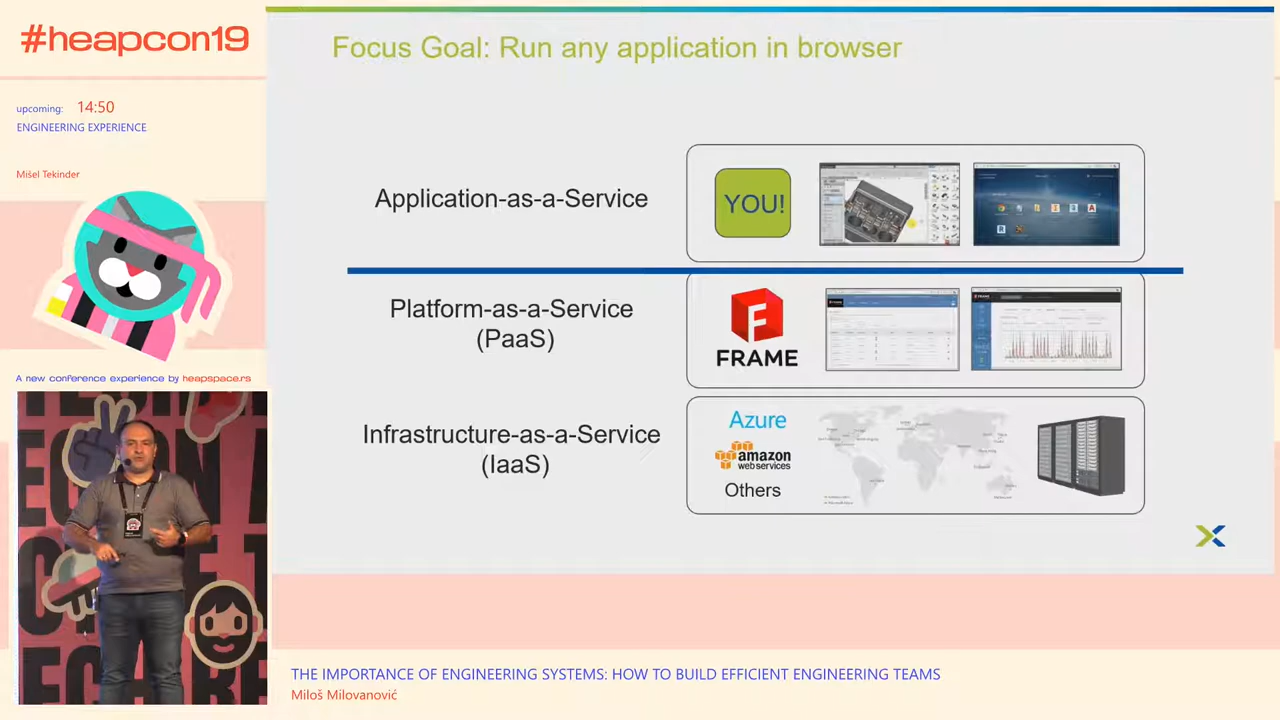 #heapcon19
upcoming: 14:50
ENGINEERING EXPERIENCE
Mišel Tekinder
A new conference experience by heapspace.rs
Focus Goal: Run any application in browser
Application-as-a-Service
YOU!
Platform-as-a-Service
(PaaS)
FRAME
Infrastructure-as-a-Service
(IaaS)
Azure
amazon
webservices
Others
THE IMPORTANCE OF ENGINEERING SYSTEMS: HOW TO BUILD EFFICIENT ENGINEERING TEAMS
Miloš Milovanović